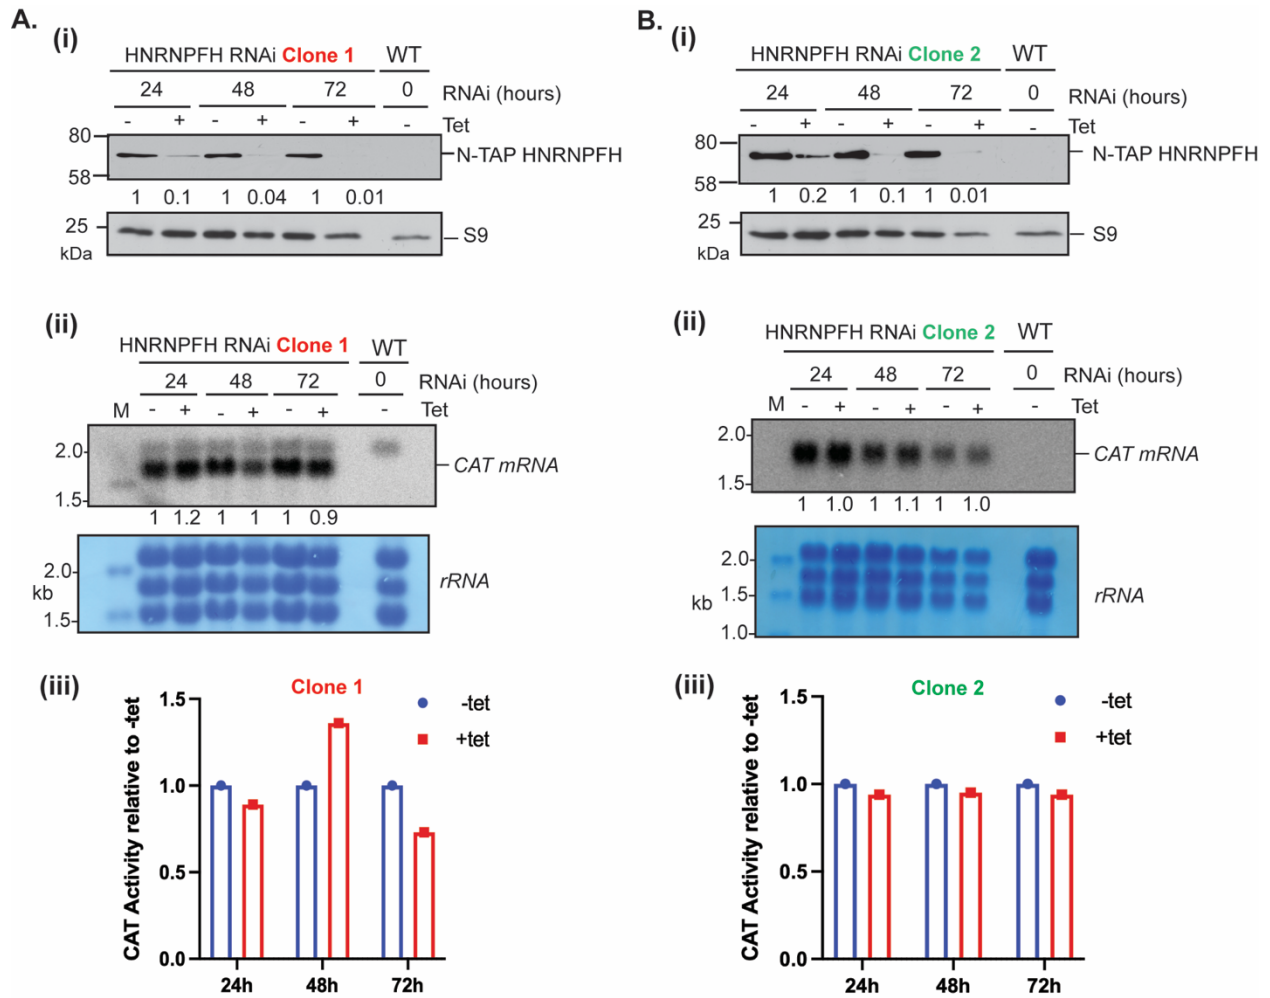 A.
(i)
HNRNPFH RNAi Clone 1 WT
24 48 72 0 RNAi (hours)
- + - + - + - Tet
80
N-TAP HNRNPFH
58
1 0.1 1 0.04 1 0.01
25
S9
kDa
(ii)
HNRNPFH RNAi Clone 1 WT
24 48 72 0 RNAi (hours)
M - + - + - + - Tet
2.0
CAT mRNA
1.5
1 1.2 1 1 1 0.9
2.0
rRNA
kb
1.5
(iii)
Clone 1
CAT Activity relative to -tet
1.5
1.0
0.5
0.0
24h 48h 72h
-tet
+tet
B.
(i)
HNRNPFH RNAi Clone 2 WT
24 48 72 0 RNAi (hours)
- + - + - + - Tet
80
N-TAP HNRNPFH
58
1 0.2 1 0.1 1 0.01
25
S9
kDa
(ii)
HNRNPFH RNAi Clone 2 WT
24 48 72 0 RNAi (hours)
M - + - + - + - Tet
2.0
CAT mRNA
1.5
1 1.0 1 1.1 1 1.0
2.0
1.5
rRNA
kb
1.0
(iii)
Clone 2
CAT Activity relative to -tet
1.5
1.0
0.5
0.0
24h 48h 72h
-tet
+tet